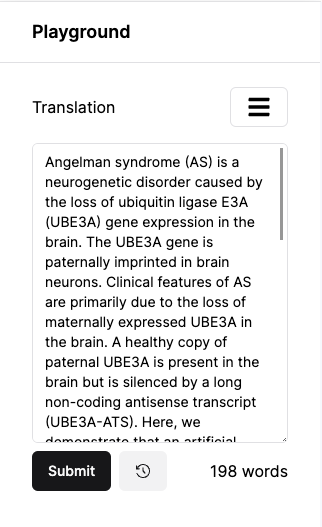 Playground
Translation
Angelman syndrome (AS) is a
neurogenetic disorder caused by
the loss of ubiquitin ligase E3A
(UBE3A) gene expression in the
brain. The UBE3A gene is
paternally imprinted in brain
neurons. Clinical features of AS
are primarily due to the loss of
maternally expressed UBE3A in
the brain. A healthy copy of
paternal UBE3A is present in the
brain but is silenced by a long
non-coding antisense transcript
(UBE3A-ATS). Here, we
demonstrate that an artificial
Submit
198 words